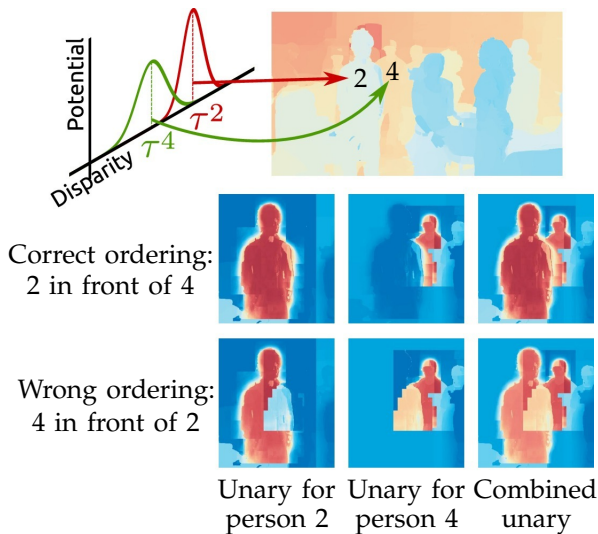 Potential
Disparity
τ⁴
τ²
2
4
Correct ordering:
2 in front of 4
Wrong ordering:
4 in front of 2
Unary for
person 2
Unary for
person 4
Combined
unary